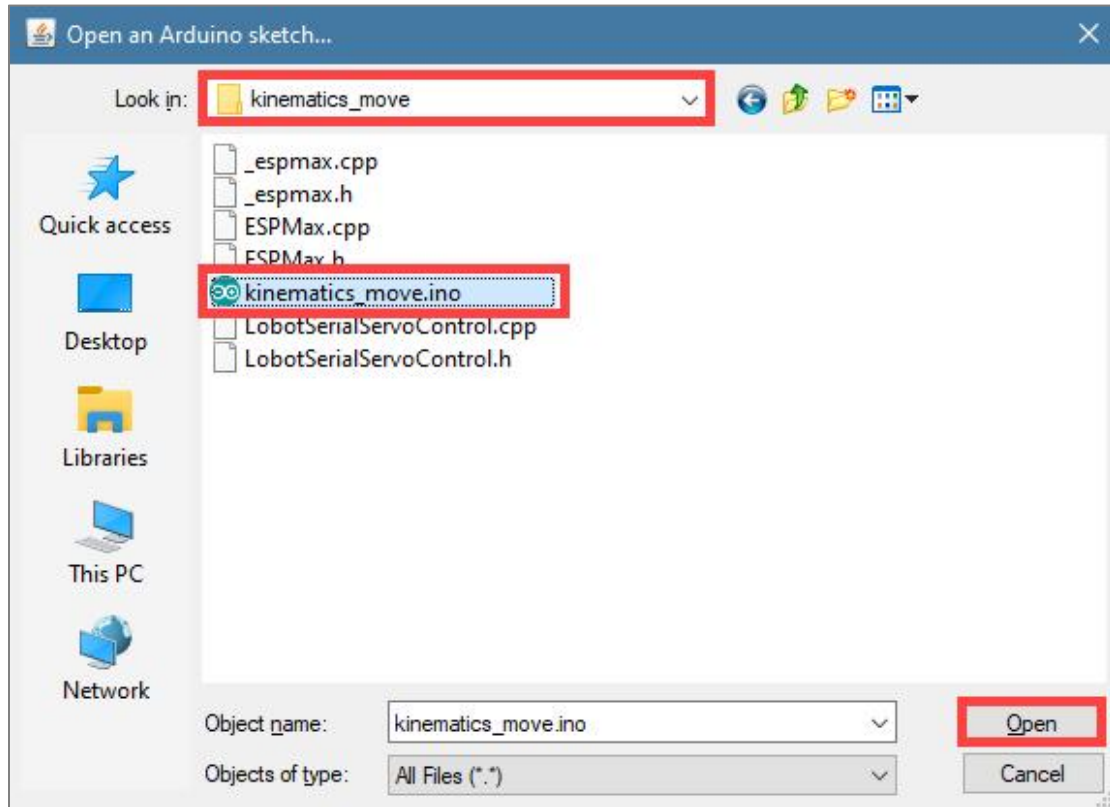 Open an Arduino sketch...
Look in:
kinematics_move
Quick access
Desktop
Libraries
This PC
Network
_espmax.cpp
_espmax.h
ESPMax.cpp
ESPMax.h
kinematics_move.ino
LobotSerialServoControl.cpp
LobotSerialServoControl.h
Object name:
kinematics_move.ino
Open
Objects of type:
All Files (*.*)
Cancel